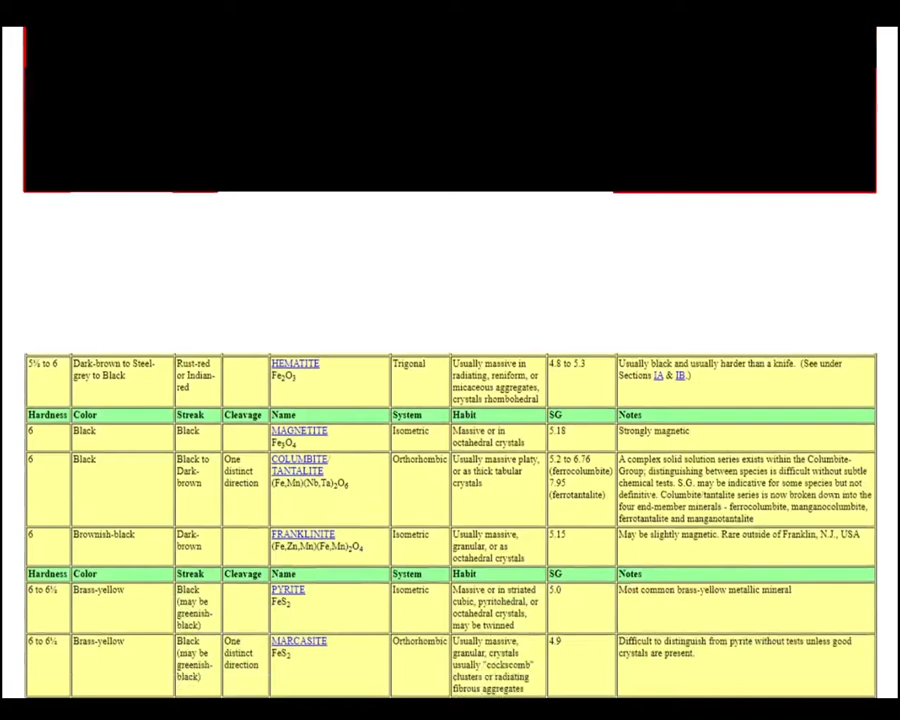 5½ to 6 Dark-brown to Steel- Rust-red HEMATITE Trigonal Usually massive in 4.8 to 5.3 Usually black and usually harder than a knife. (See under
grey to Black or Indian- Fe2O3 radiating, reniform, or Sections IA & IB.)
red micaceous aggregates,
crystals rhombohedral
Hardness Color Streak Cleavage Name System Habit SG Notes
6 Black Black MAGNETITE Isometric Massive or in 5.18 Strongly magnetic
Fe3O4 octahedral crystals
6 Black Black to One COLUMBITE/ Orthorhombic Usually massive platy, 5.2 to 6.76 A complex solid solution series exists within the Columbite-
Dark- distinct TANTALITE or as thick tabular (ferrocolumbite) Group; distinguishing between species is difficult without subtle
brown direction (Fe,Mn)(Nb,Ta)2O6 crystals 7.95 chemical tests. S.G. may be indicative for some species but not
(ferrotantalite) definitive. Columbite/tantalite series is now broken down into the
four end-member minerals - ferrocolumbite, manganocolumbite,
ferrotantalite and manganotantalite
6 Brownish-black Dark- FRANKLINITE Isometric Usually massive, 5.15 May be slightly magnetic. Rare outside of Franklin, N.J., USA
brown (Fe,Zn,Mn)(Fe,Mn)2O4 granular, or as
octahedral crystals
Hardness Color Streak Cleavage Name System Habit SG Notes
6 to 6½ Brass-yellow Black PYRITE Isometric Massive or in striated 5.0 Most common brass-yellow metallic mineral
(may be FeS2 cubic, pyritohedral, or
greenish- octahedral crystals,
black) may be twinned
6 to 6½ Brass-yellow Black One MARCASITE Orthorhombic Usually massive, 4.9 Difficult to distinguish from pyrite without tests unless good
(may be distinct FeS2 granular, crystals crystals are present.
greenish- direction usually "cockscomb"
black) clusters or radiating
fibrous aggregates